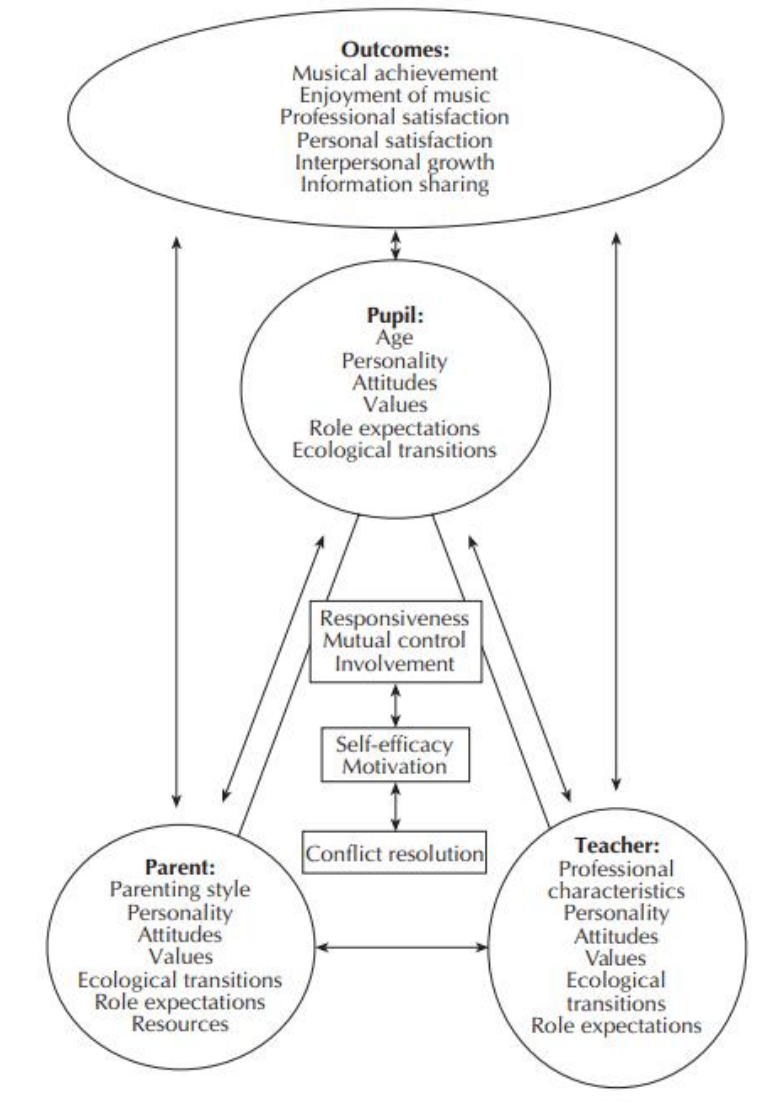 Outcomes:
Musical achievement
Enjoyment of music
Professional satisfaction
Personal satisfaction
Interpersonal growth
Information sharing
Pupil:
Age
Personality
Attitudes
Values
Role expectations
Ecological transitions
Responsiveness
Mutual control
Involvement
Self-efficacy
Motivation
Conflict resolution
Parent:
Parenting style
Personality
Attitudes
Values
Ecological transitions
Role expectations
Resources
Teacher:
Professional
characteristics
Personality
Attitudes
Values
Ecological
transitions
Role expectations